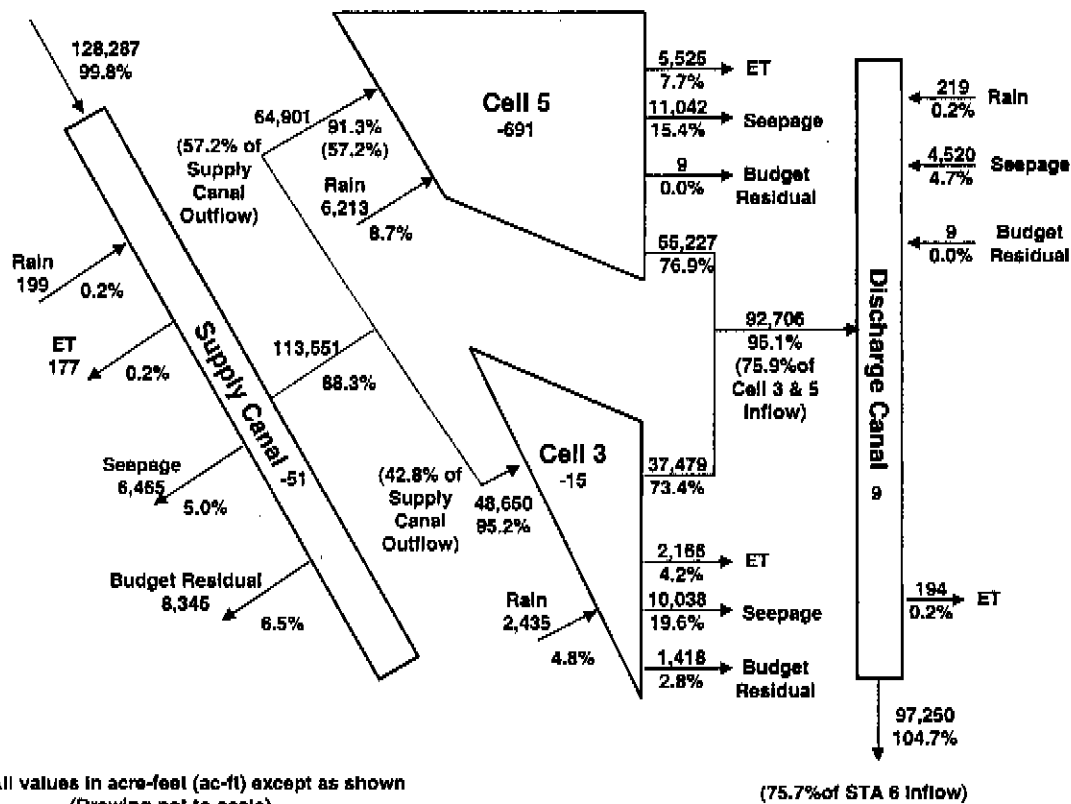 128,287
99.8%
Rain
199
0.2%
ET
177
0.2%
Seepage
6,465
5.0%
Budget Residual
8,345
6.5%
Supply Canal
-51
113,551
88.3%
64,901
(57.2% of
Supply
Canal
Outflow)
91.3%
(57.2%)
Rain
6,213
8.7%
Cell 5
-691
5,525
7.7%
ET
11,042
15.4%
Seepage
9
0.0%
Budget
Residual
55,227
76.9%
(42.8% of
Supply
Canal
Outflow)
48,650
95.2%
Rain
2,435
4.8%
Cell 3
-15
37,479
73.4%
2,166
4.2%
ET
10,038
19.6%
Seepage
1,418
2.8%
Budget
Residual
92,706
95.1%
(75.9%of
Cell 3 & 5
Inflow)
Discharge Canal
9
219
0.2%
Rain
4,520
4.7%
Seepage
9
0.0%
Budget
Residual
194
0.2%
ET
97,250
104.7%
(75.7%of STA 6 Inflow)
All values in acre-feet (ac-ft) except as shown
(Drawing not to scale)